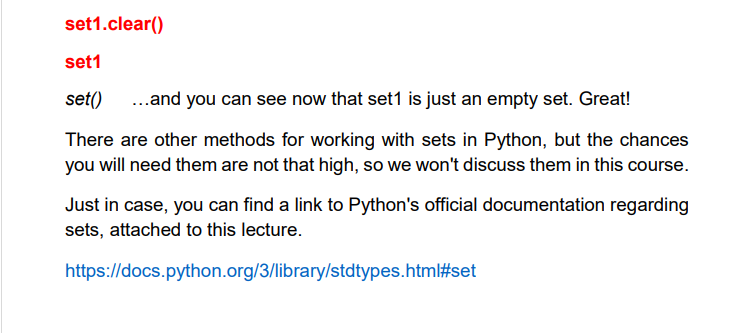 set1.clear()
set1
set() …and you can see now that set1 is just an empty set. Great!
There are other methods for working with sets in Python, but the chances
you will need them are not that high, so we won't discuss them in this course.
Just in case, you can find a link to Python's official documentation regarding
sets, attached to this lecture.
https://docs.python.org/3/library/stdtypes.html#set